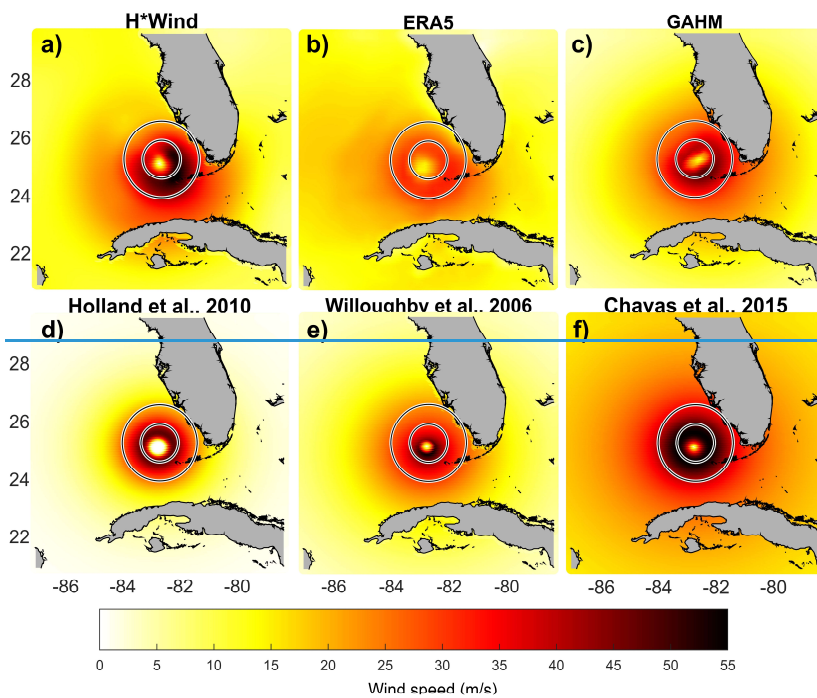 H*Wind ERA5 GAHM
a) b) c)
28
26
24
22
Holland et al., 2010 Willoughby et al., 2006 Chavas et al., 2015
d) e) f)
28
26
24
22
-86 -84 -82 -80 -86 -84 -82 -80 -86 -84 -82 -80
0 5 10 15 20 25 30 35 40 45 50 55
Wind speed (m/s)